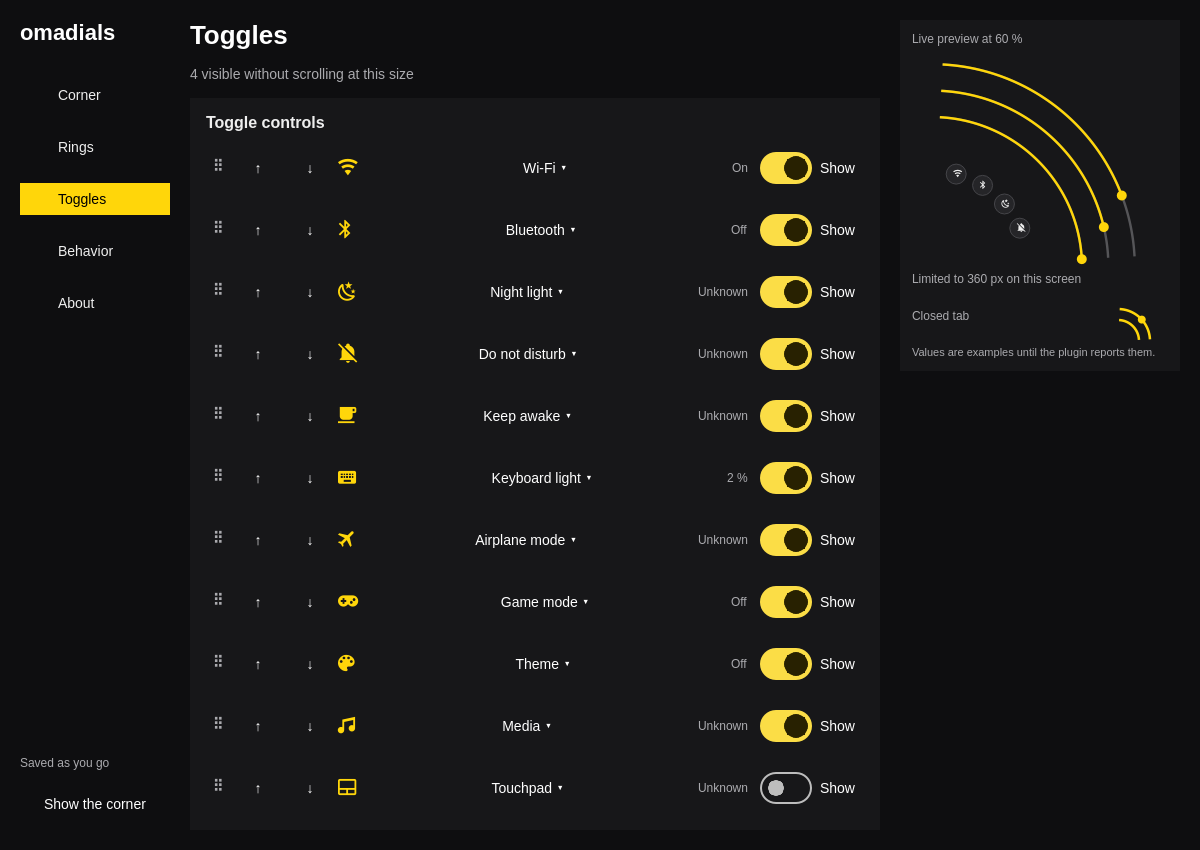 omadials
Corner
Rings
Toggles
Behavior
About
Saved as you go
Show the corner
Toggles
4 visible without scrolling at this size
Toggle controls
↑ ↓ Wi-Fi ▾ On Show
↑ ↓ Bluetooth ▾ Off Show
↑ ↓ Night light ▾ Unknown Show
↑ ↓ Do not disturb ▾ Unknown Show
↑ ↓ Keep awake ▾ Unknown Show
↑ ↓ Keyboard light ▾ 2 % Show
↑ ↓ Airplane mode ▾ Unknown Show
↑ ↓ Game mode ▾ Off Show
↑ ↓ Theme ▾ Off Show
↑ ↓ Media ▾ Unknown Show
↑ ↓ Touchpad ▾ Unknown Show
Live preview at 60 %
Limited to 360 px on this screen
Closed tab
Values are examples until the plugin reports them.